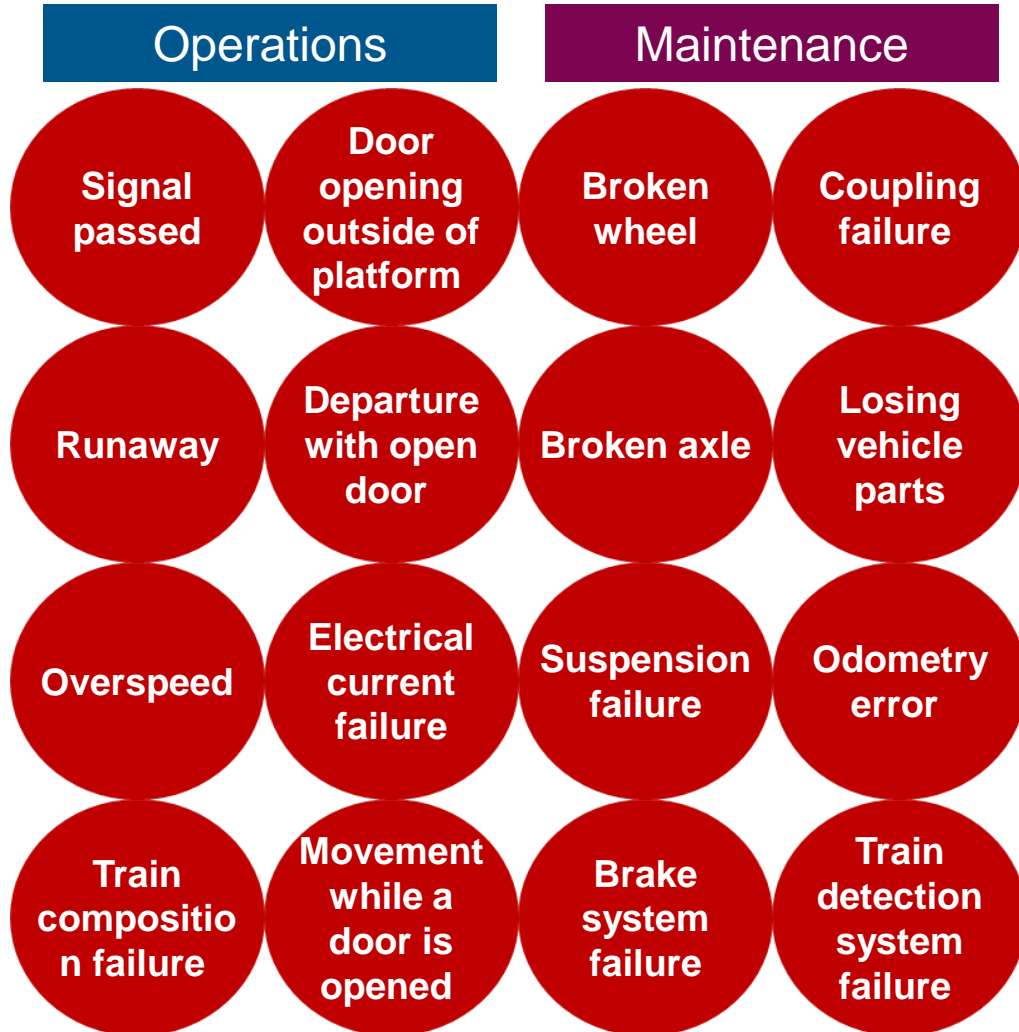 Operations
Maintenance
Signal
passed
Door
opening
outside of
platform
Broken
wheel
Coupling
failure
Runaway
Departure
with open
door
Broken axle
Losing
vehicle
parts
Overspeed
Electrical
current
failure
Suspension
failure
Odometry
error
Train
compositio
n failure
Movement
while a
door is
opened
Brake
system
failure
Train
detection
system
failure